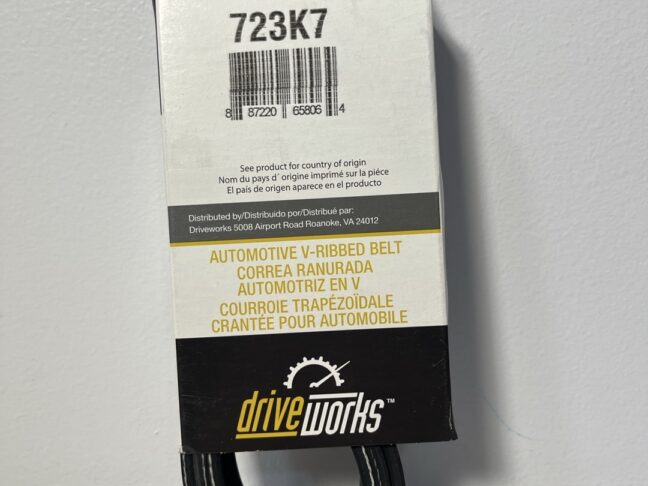 723K7
8 87220 65806 4
See product for country of origin
Nom du pays d´ origine imprimé sur la piéce
El país de origen aparece en el producto
Distributed by/Distribuido por/Distribué par:
Driveworks 5008 Airport Road Roanoke, VA 24012
AUTOMOTIVE V-RIBBED BELT
CORREA RANURADA
AUTOMOTRIZ EN V
COURROIE TRAPÉZOÏDALE
CRANTÉE POUR AUTOMOBILE
driveworks™